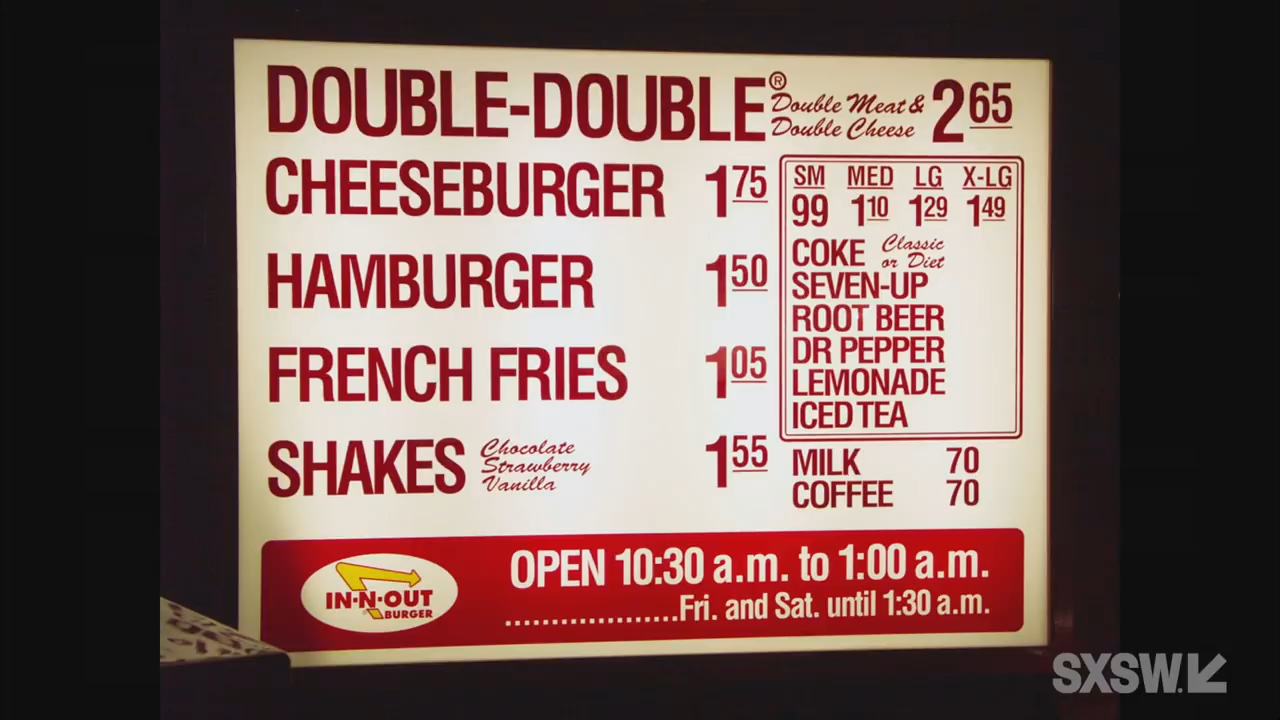 DOUBLE-DOUBLE® Double Meat & Double Cheese 2 65
CHEESEBURGER 1 75
HAMBURGER 1 50
FRENCH FRIES 1 05
SHAKES Chocolate Strawberry Vanilla 1 55
SM MED LG X-LG
99 1 10 1 29 1 49
COKE Classic or Diet
SEVEN-UP
ROOT BEER
DR PEPPER
LEMONADE
ICED TEA
MILK 70
COFFEE 70
IN-N-OUT
BURGER
OPEN 10:30 a.m. to 1:00 a.m.
...................Fri. and Sat. until 1:30 a.m.
SXSW.